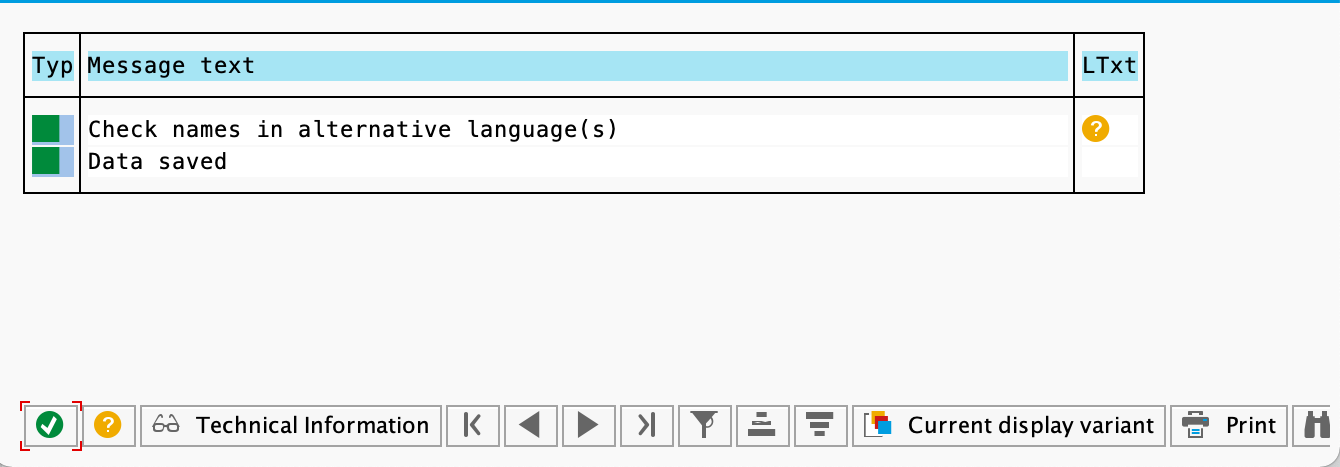 Typ Message text LTxt
Check names in alternative language(s) ?
Data saved
? Technical Information Current display variant Print